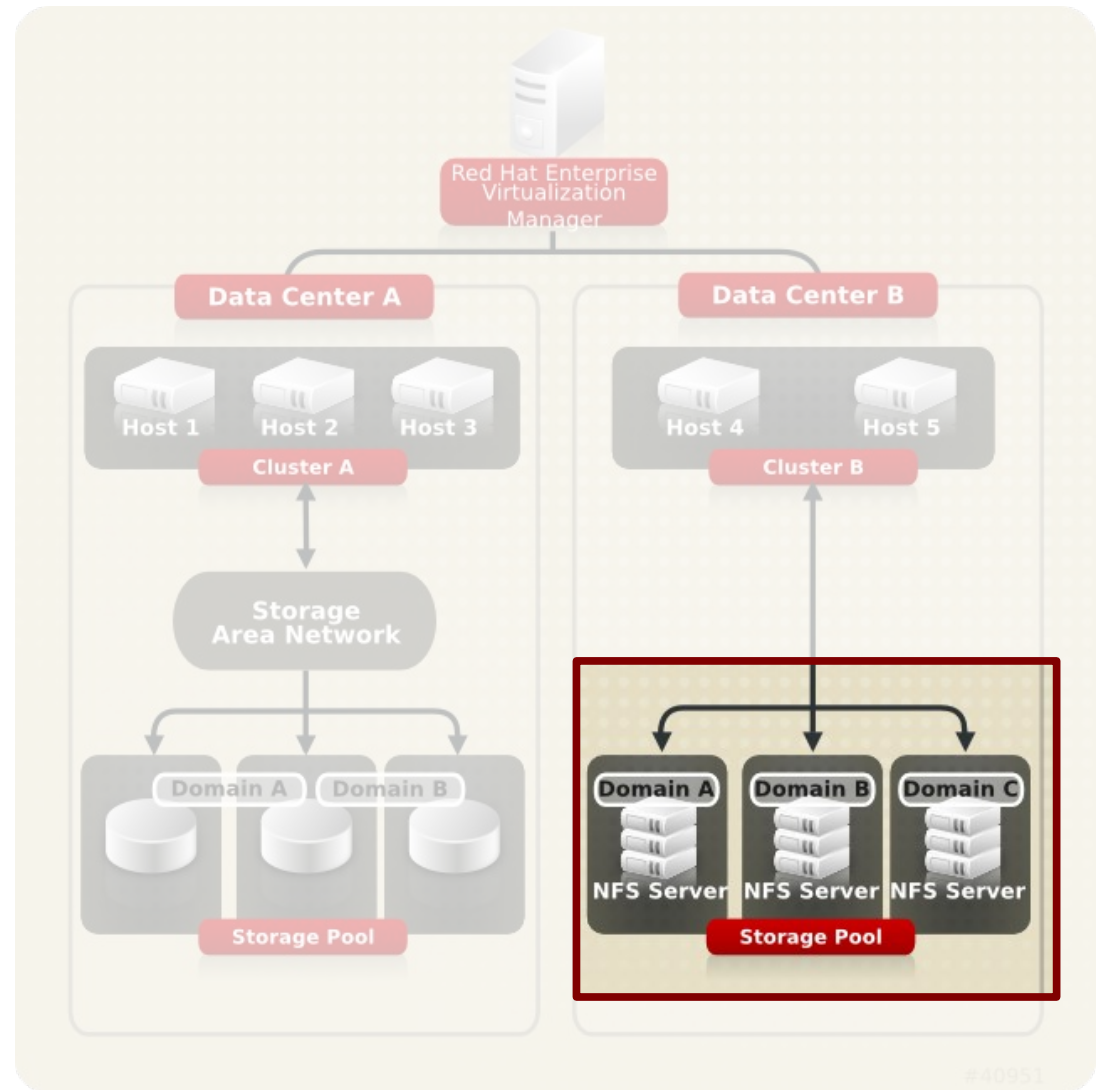 Red Hat Enterprise
Virtualization
Manager
Data Center A
Data Center B
Host 1 Host 2 Host 3
Host 4 Host 5
Cluster A
Cluster B
Storage
Area Network
Domain A Domain B
Domain A Domain B Domain C
NFS Server NFS Server NFS Server
Storage Pool
Storage Pool
#40951